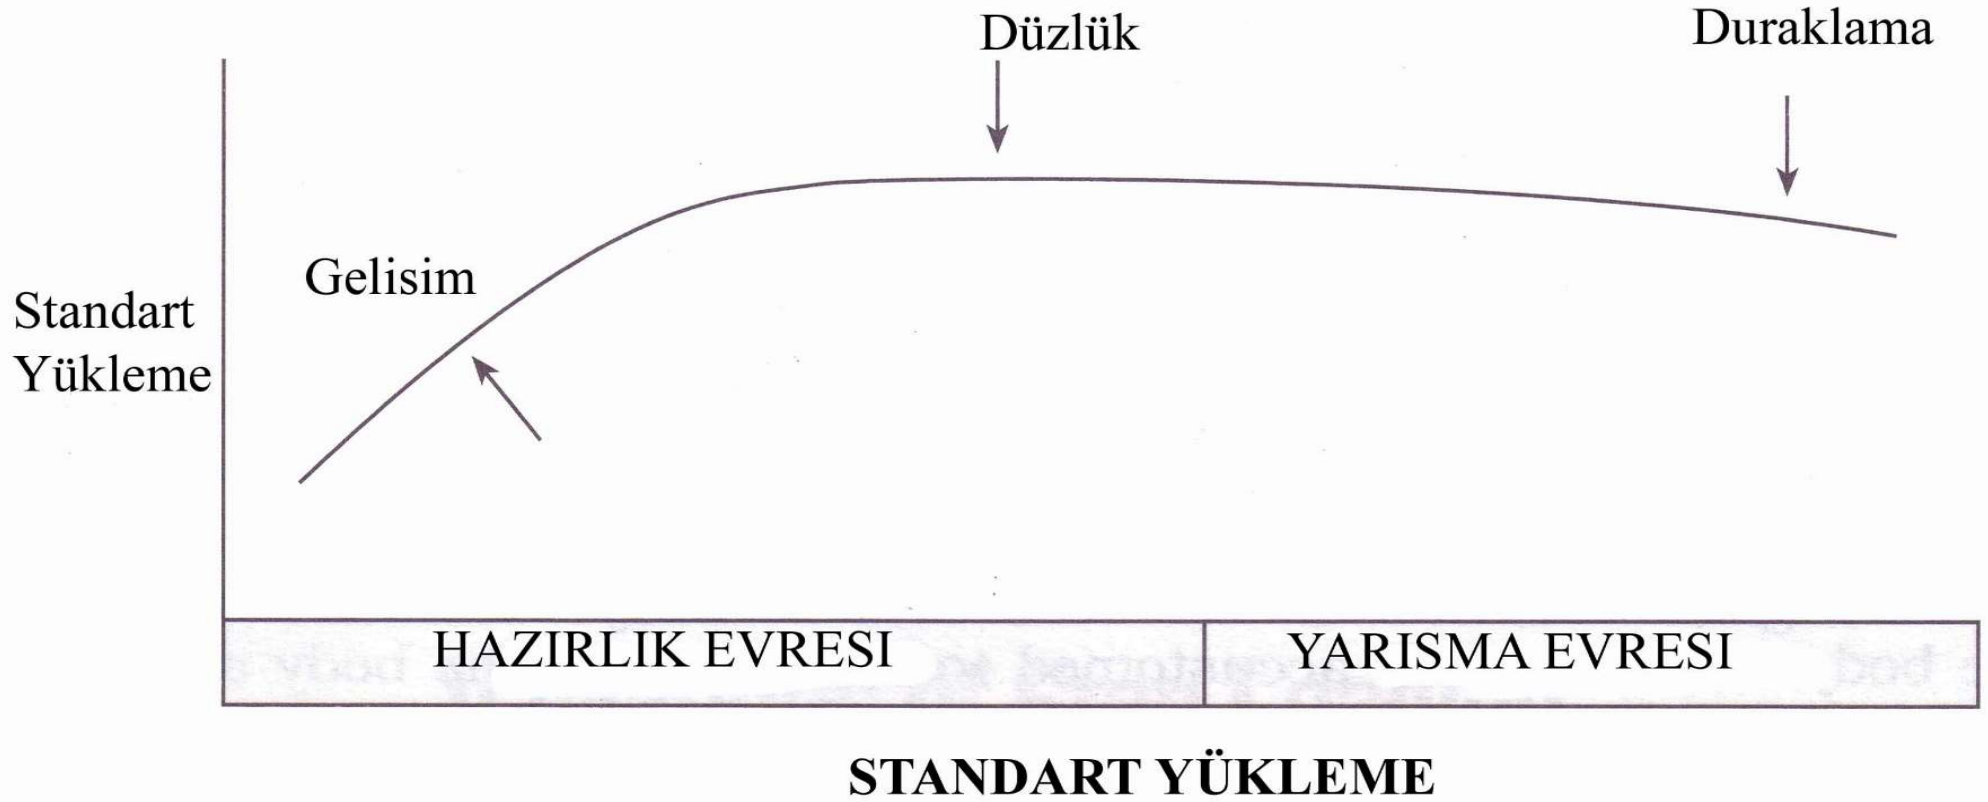 Düzlük
Duraklama
Gelisim
Standart
Yükleme
HAZIRLIK EVRESI
YARISMA EVRESI
STANDART YÜKLEME